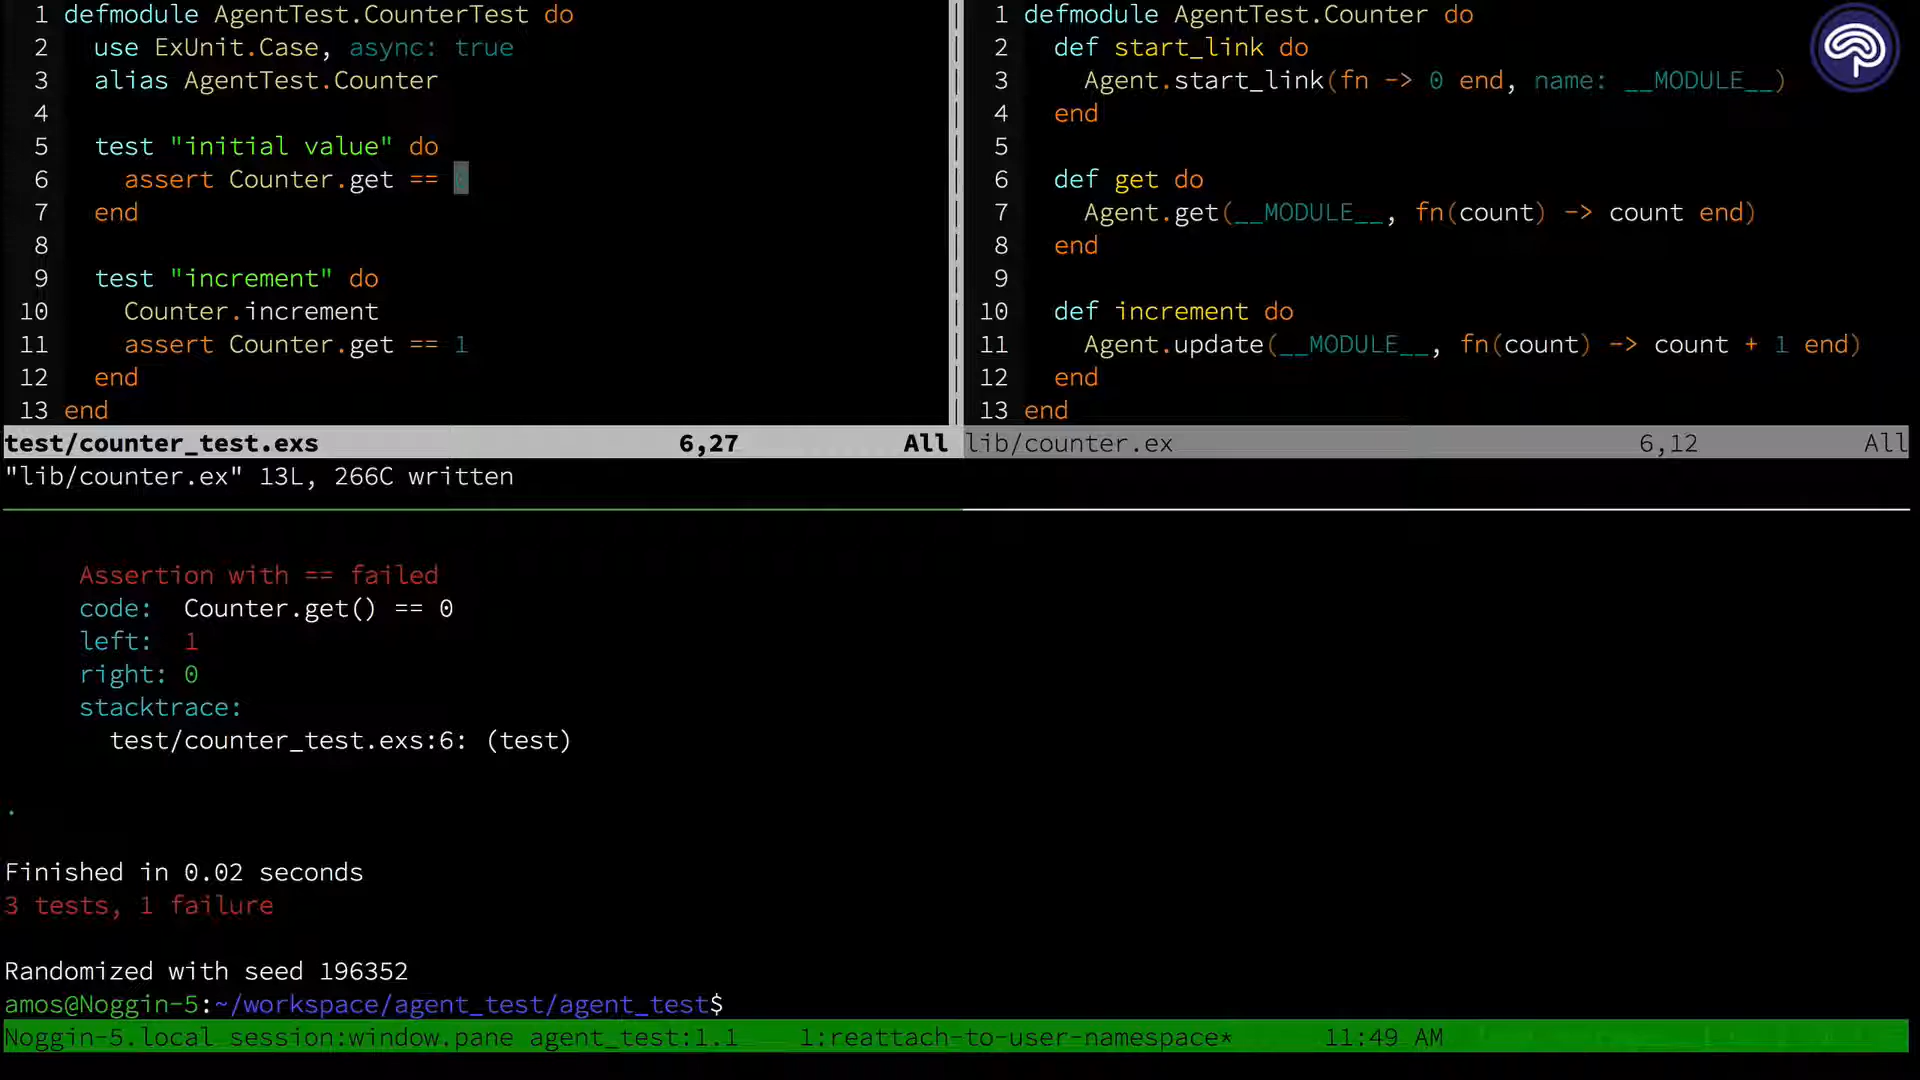 1 defmodule AgentTest.CounterTest do
2   use ExUnit.Case, async: true
3   alias AgentTest.Counter
4
5   test "initial value" do
6     assert Counter.get ==
7   end
8
9   test "increment" do
10     Counter.increment
11     assert Counter.get == 1
12   end
13 end
test/counter_test.exs 6,27 All
1 defmodule AgentTest.Counter do
2   def start_link do
3     Agent.start_link(fn -> 0 end, name: __MODULE__)
4   end
5
6   def get do
7     Agent.get(__MODULE__, fn(count) -> count end)
8   end
9
10   def increment do
11     Agent.update(__MODULE__, fn(count) -> count + 1 end)
12   end
13 end
lib/counter.ex 6,12 All
"lib/counter.ex" 13L, 266C written
Assertion with == failed
code:  Counter.get() == 0
left:  1
right: 0
stacktrace:
  test/counter_test.exs:6: (test)
.
Finished in 0.02 seconds
3 tests, 1 failure
Randomized with seed 196352
amos@Noggin-5:~/workspace/agent_test/agent_test$
Noggin-5.local session:window.pane agent_test:1.1 1:reattach-to-user-namespace* 11:49 AM